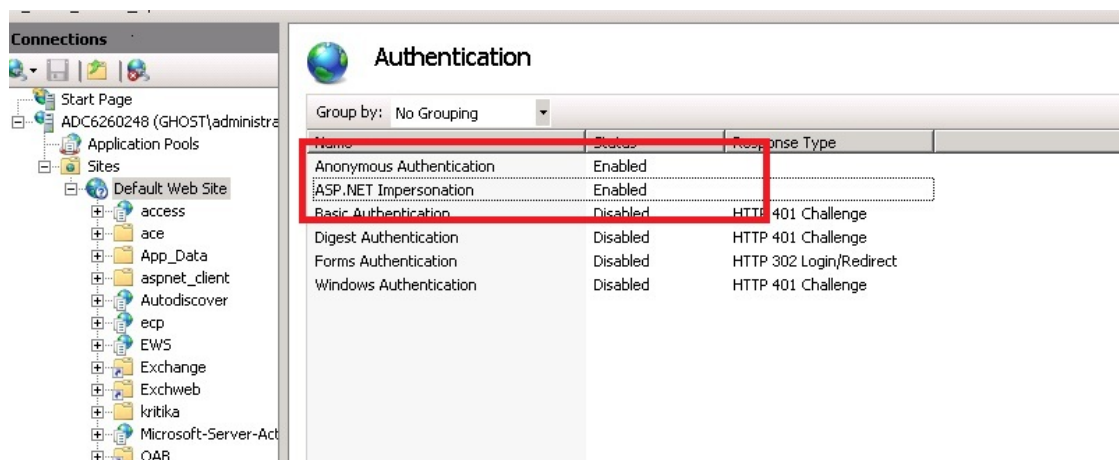 Connections
Start Page
ADC6260248 (GHOST\administra
Application Pools
Sites
Default Web Site
access
ace
App_Data
aspnet_client
Autodiscover
ecp
EWS
Exchange
Exchweb
kritika
Microsoft-Server-Act
OAB
Authentication
Group by: No Grouping
Name Status Response Type
Anonymous Authentication Enabled
ASP.NET Impersonation Enabled
Basic Authentication Disabled HTTP 401 Challenge
Digest Authentication Disabled HTTP 401 Challenge
Forms Authentication Disabled HTTP 302 Login/Redirect
Windows Authentication Disabled HTTP 401 Challenge